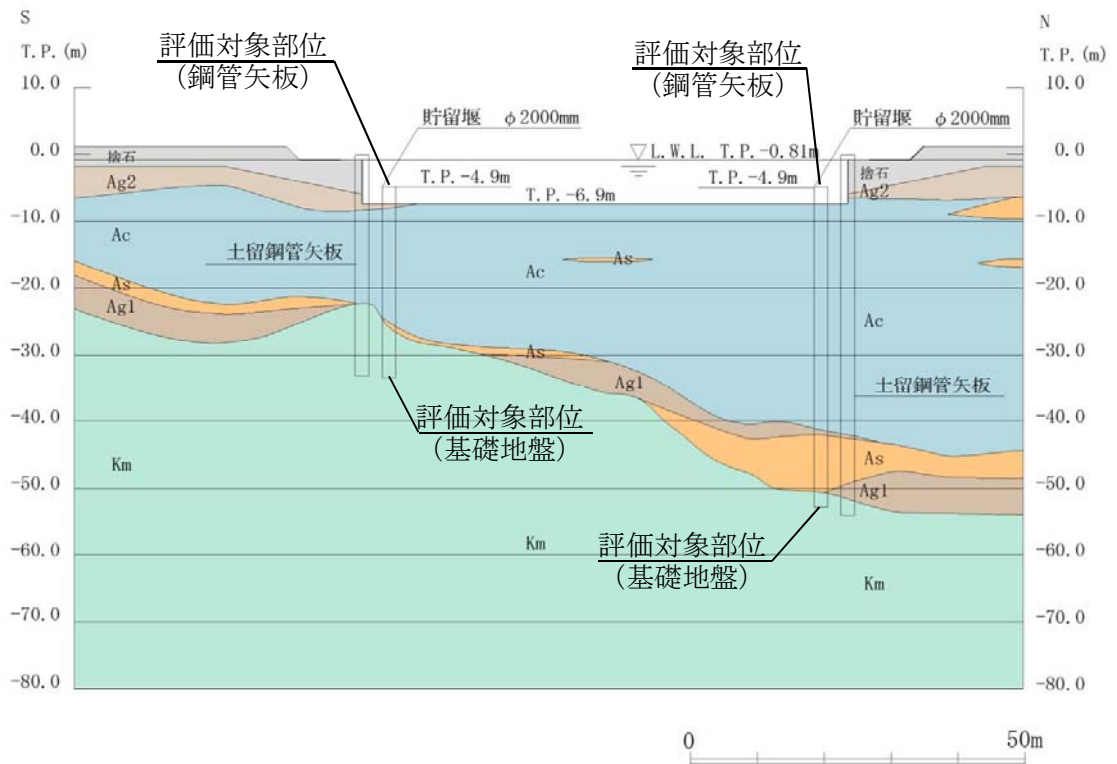 S
N
T.P.(m)
T.P.(m)
評価対象部位
(鋼管矢板)
評価対象部位
(鋼管矢板)
10.0
10.0
貯留堰 φ2000mm
貯留堰 φ2000mm
0.0
0.0
捨石
L.W.L. T.P.-0.81m
捨石
Ag2
T.P.-4.9m
T.P.-4.9m
Ag2
T.P.-6.9m
-10.0
-10.0
Ac
土留鋼管矢板
As
Ac
-20.0
-20.0
As
Ag1
Ac
-30.0
-30.0
As
Ag1
土留鋼管矢板
-40.0
-40.0
評価対象部位
(基礎地盤)
Km
As
-50.0
-50.0
Ag1
評価対象部位
(基礎地盤)
Km
-60.0
-60.0
Km
-70.0
-70.0
-80.0
-80.0
0
50m